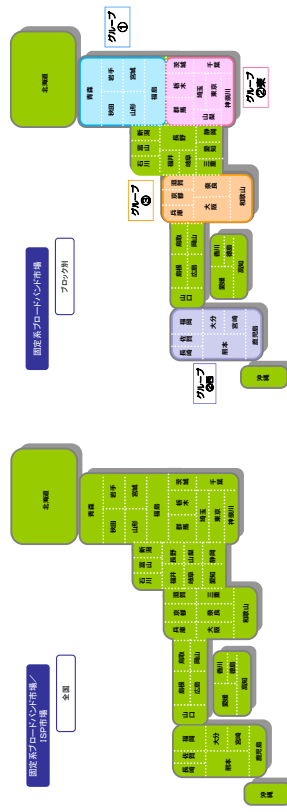 固定系ブロードバンド市場／
ISP市場
全国
北海道
青森
秋田 岩手
山形 宮城
福島
群馬 栃木 茨城
埼玉 千葉
東京
神奈川
石川 富山 新潟
福井 長野
岐阜 山梨
愛知 静岡
兵庫 京都 滋賀
大阪 奈良 三重
和歌山
山口 島根 鳥取
広島 岡山
愛媛 香川
徳島
高知
長崎 佐賀 福岡
熊本 大分
宮崎
鹿児島
沖縄
固定系ブロードバンド市場
ブロック別
グループ
①
グループ
②東
グループ
③
グループ
②西
北海道
青森
秋田 岩手
山形 宮城
福島
群馬 栃木 茨城
埼玉 千葉
山梨 東京
神奈川
石川 富山 新潟
福井 長野
岐阜 愛知 静岡
三重
兵庫 京都 滋賀
大阪 奈良
和歌山
山口 島根 鳥取
広島 岡山
愛媛 香川
徳島
高知
長崎 佐賀 福岡
熊本 大分
宮崎
鹿児島
沖縄